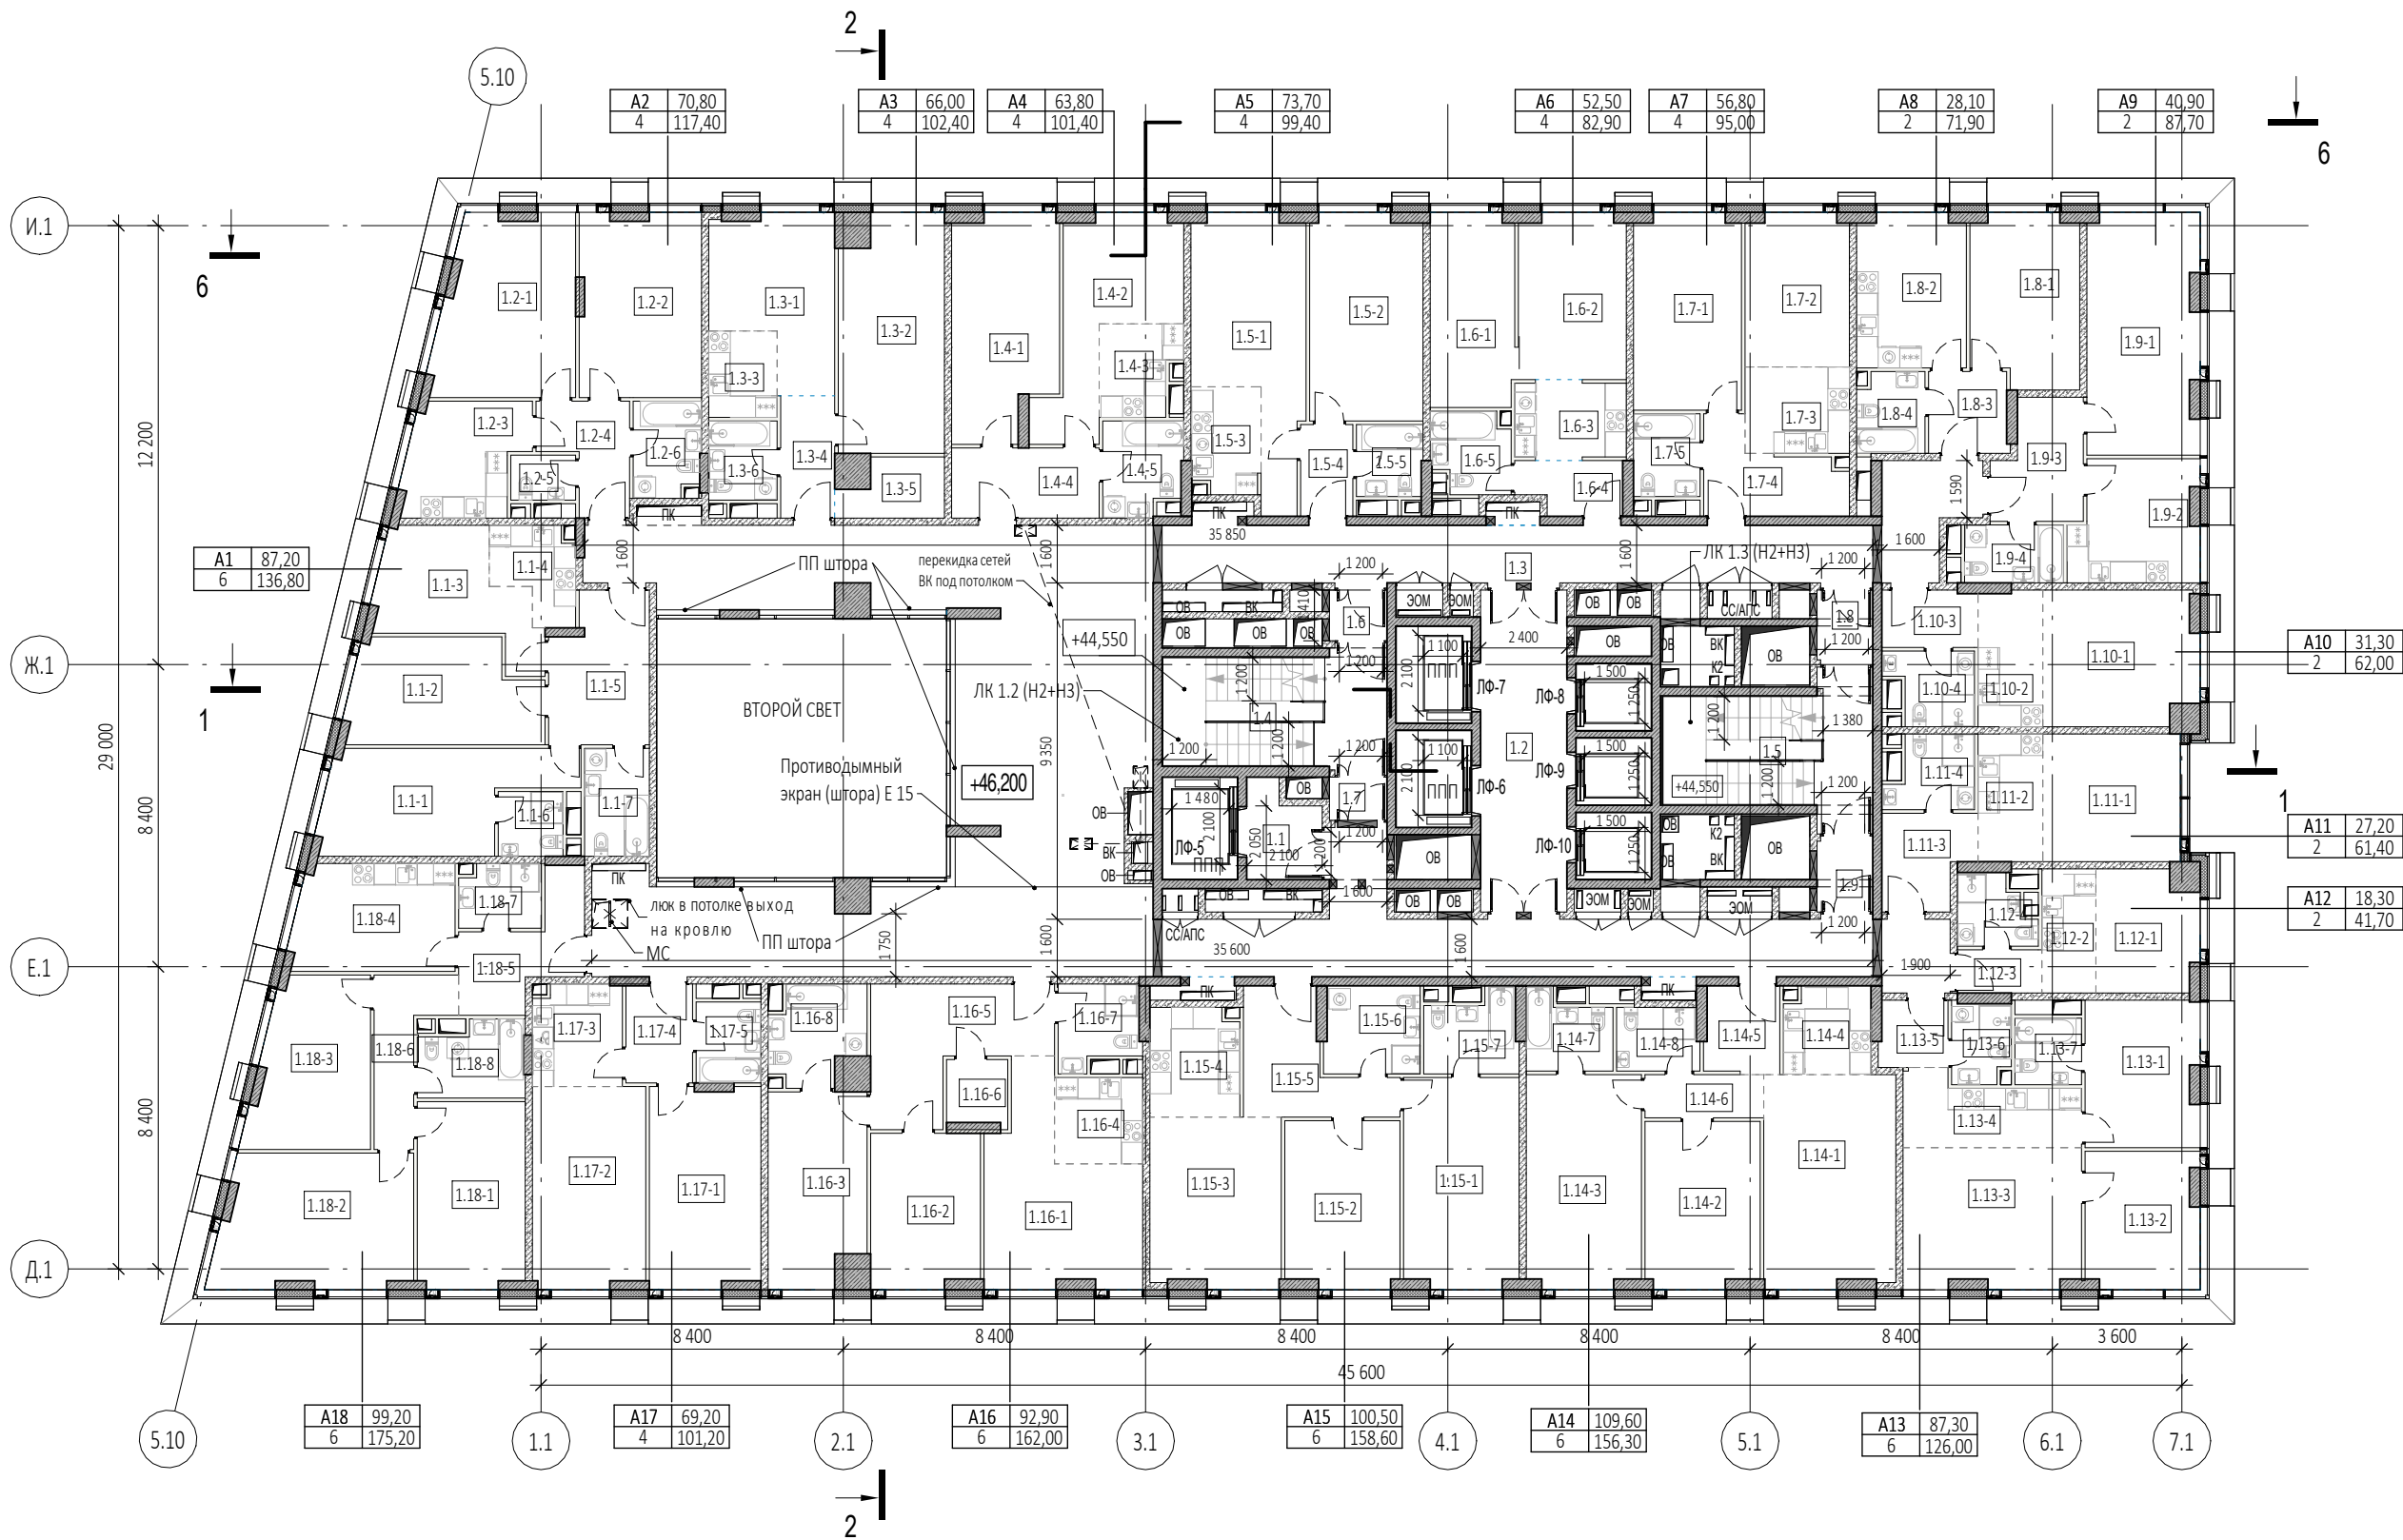 2
5.10
A2 70,80
4 117,40
A3 66,00
4 102,40
A4 63,80
4 101,40
A5 73,70
4 99,40
A6 52,50
4 82,90
A7 56,80
4 95,00
A8 28,10
2 71,90
A9 40,90
2 87,70
6
6
И.1
1.2-1
1.2-2
1.3-1
1.3-2
1.4-2
1.4-1
1.5-1
1.5-2
1.6-1
1.6-2
1.7-1
1.7-2
1.8-2
1.8-1
1.9-1
1.3-3
1.4-3
1.2-3
1.2-4
1.2-6
1.2-5
1.3-6
1.3-4
1.3-5
1.4-4
1.4-5
1.5-3
1.5-4
1.5-5
1.6-5
1.6-3
1.6-4
1.7-5
1.7-3
1.7-4
1.8-4
1.8-3
1.9-3
1.9-2
1.9-4
12 200
1 590
ПК
ПК
ПК
35 850
1 600
1 600
1 600
1 600
A1 87,20
6 136,80
1.1-3
1.1-4
ПП штора
перекидка сетей
ВК под потолком
1.3
ЛК 1.3 (Н2+Н3)
1 200
1 200
ОВ
ВК
410
1.6
ЭОМ
ЭОМ
ОВ
ОВ
СС/АПС
1.8
1.10-3
+44,550
ОВ
ОВ
ОВ
2 400
ОВ
ОВ
ВК
К2
ОВ
1 200
1.10-1
A10 31,30
2 62,00
Ж.1
1
1.1-2
1.1-5
ВТОРОЙ СВЕТ
ЛК 1.2 (Н2+Н3)
1 200
1.4
1 200
1 200
1 200
1 100
2 100
ППП
ЛФ-7
ЛФ-8
1 500
1 250
1 200
1 380
1.10-4
1.10-2
29 000
1.2
1.5
Противодымный
экран (штора) Е 15
+46,200
9 350
1 200
1 100
2 100
ППП
ЛФ-6
ЛФ-9
1 500
1 250
+44,550
1 200
1 200
1.11-4
1.11-2
1.11-1
1
1.1-1
1.1-6
1.1-7
ОВ
1 480
2 100
ЛФ-5
ППП
ОВ
1.7
1.1
2 050
2 100
1 200
1 200
ОВ
ЛФ-10
1 500
1 250
ОВ
К2
ОВ
ВК
ОВ
1.11-3
A11 27,20
2 61,40
8 400
ВК
ОВ
ПК
люк в потолке выход
на кровлю
МС
ПП штора
1 750
1 600
СС/АПС
ОВ
ВК
1 600
ОВ
ОВ
ЭОМ
ЭОМ
ЭОМ
1.9
1 200
A12 18,30
2 41,70
1.12-2
1.12-1
1.12-3
1 900
1.18-4
1.18-7
1.18-5
Е.1
35 600
1 600
ПК
ПК
1.18-3
1.18-6
1.18-8
1.17-3
1.17-4
1.17-5
1.16-8
1.16-5
1.16-7
1.16-6
1.16-4
1.15-4
1.15-5
1.15-6
1.15-7
1.14-7
1.14-8
1.14-5
1.14-4
1.14-6
1.13-5
1.13-6
1.13-7
1.13-1
1.13-4
8 400
1.18-2
1.18-1
1.17-2
1.17-1
1.16-3
1.16-2
1.16-1
1.15-3
1.15-2
1.15-1
1.14-3
1.14-2
1.14-1
1.13-3
1.13-2
Д.1
8 400
8 400
8 400
8 400
8 400
3 600
45 600
A18 99,20
6 175,20
A17 69,20
4 101,20
A16 92,90
6 162,00
A15 100,50
6 158,60
A14 109,60
6 156,30
A13 87,30
6 126,00
5.10
1.1
2.1
3.1
4.1
5.1
6.1
7.1
2